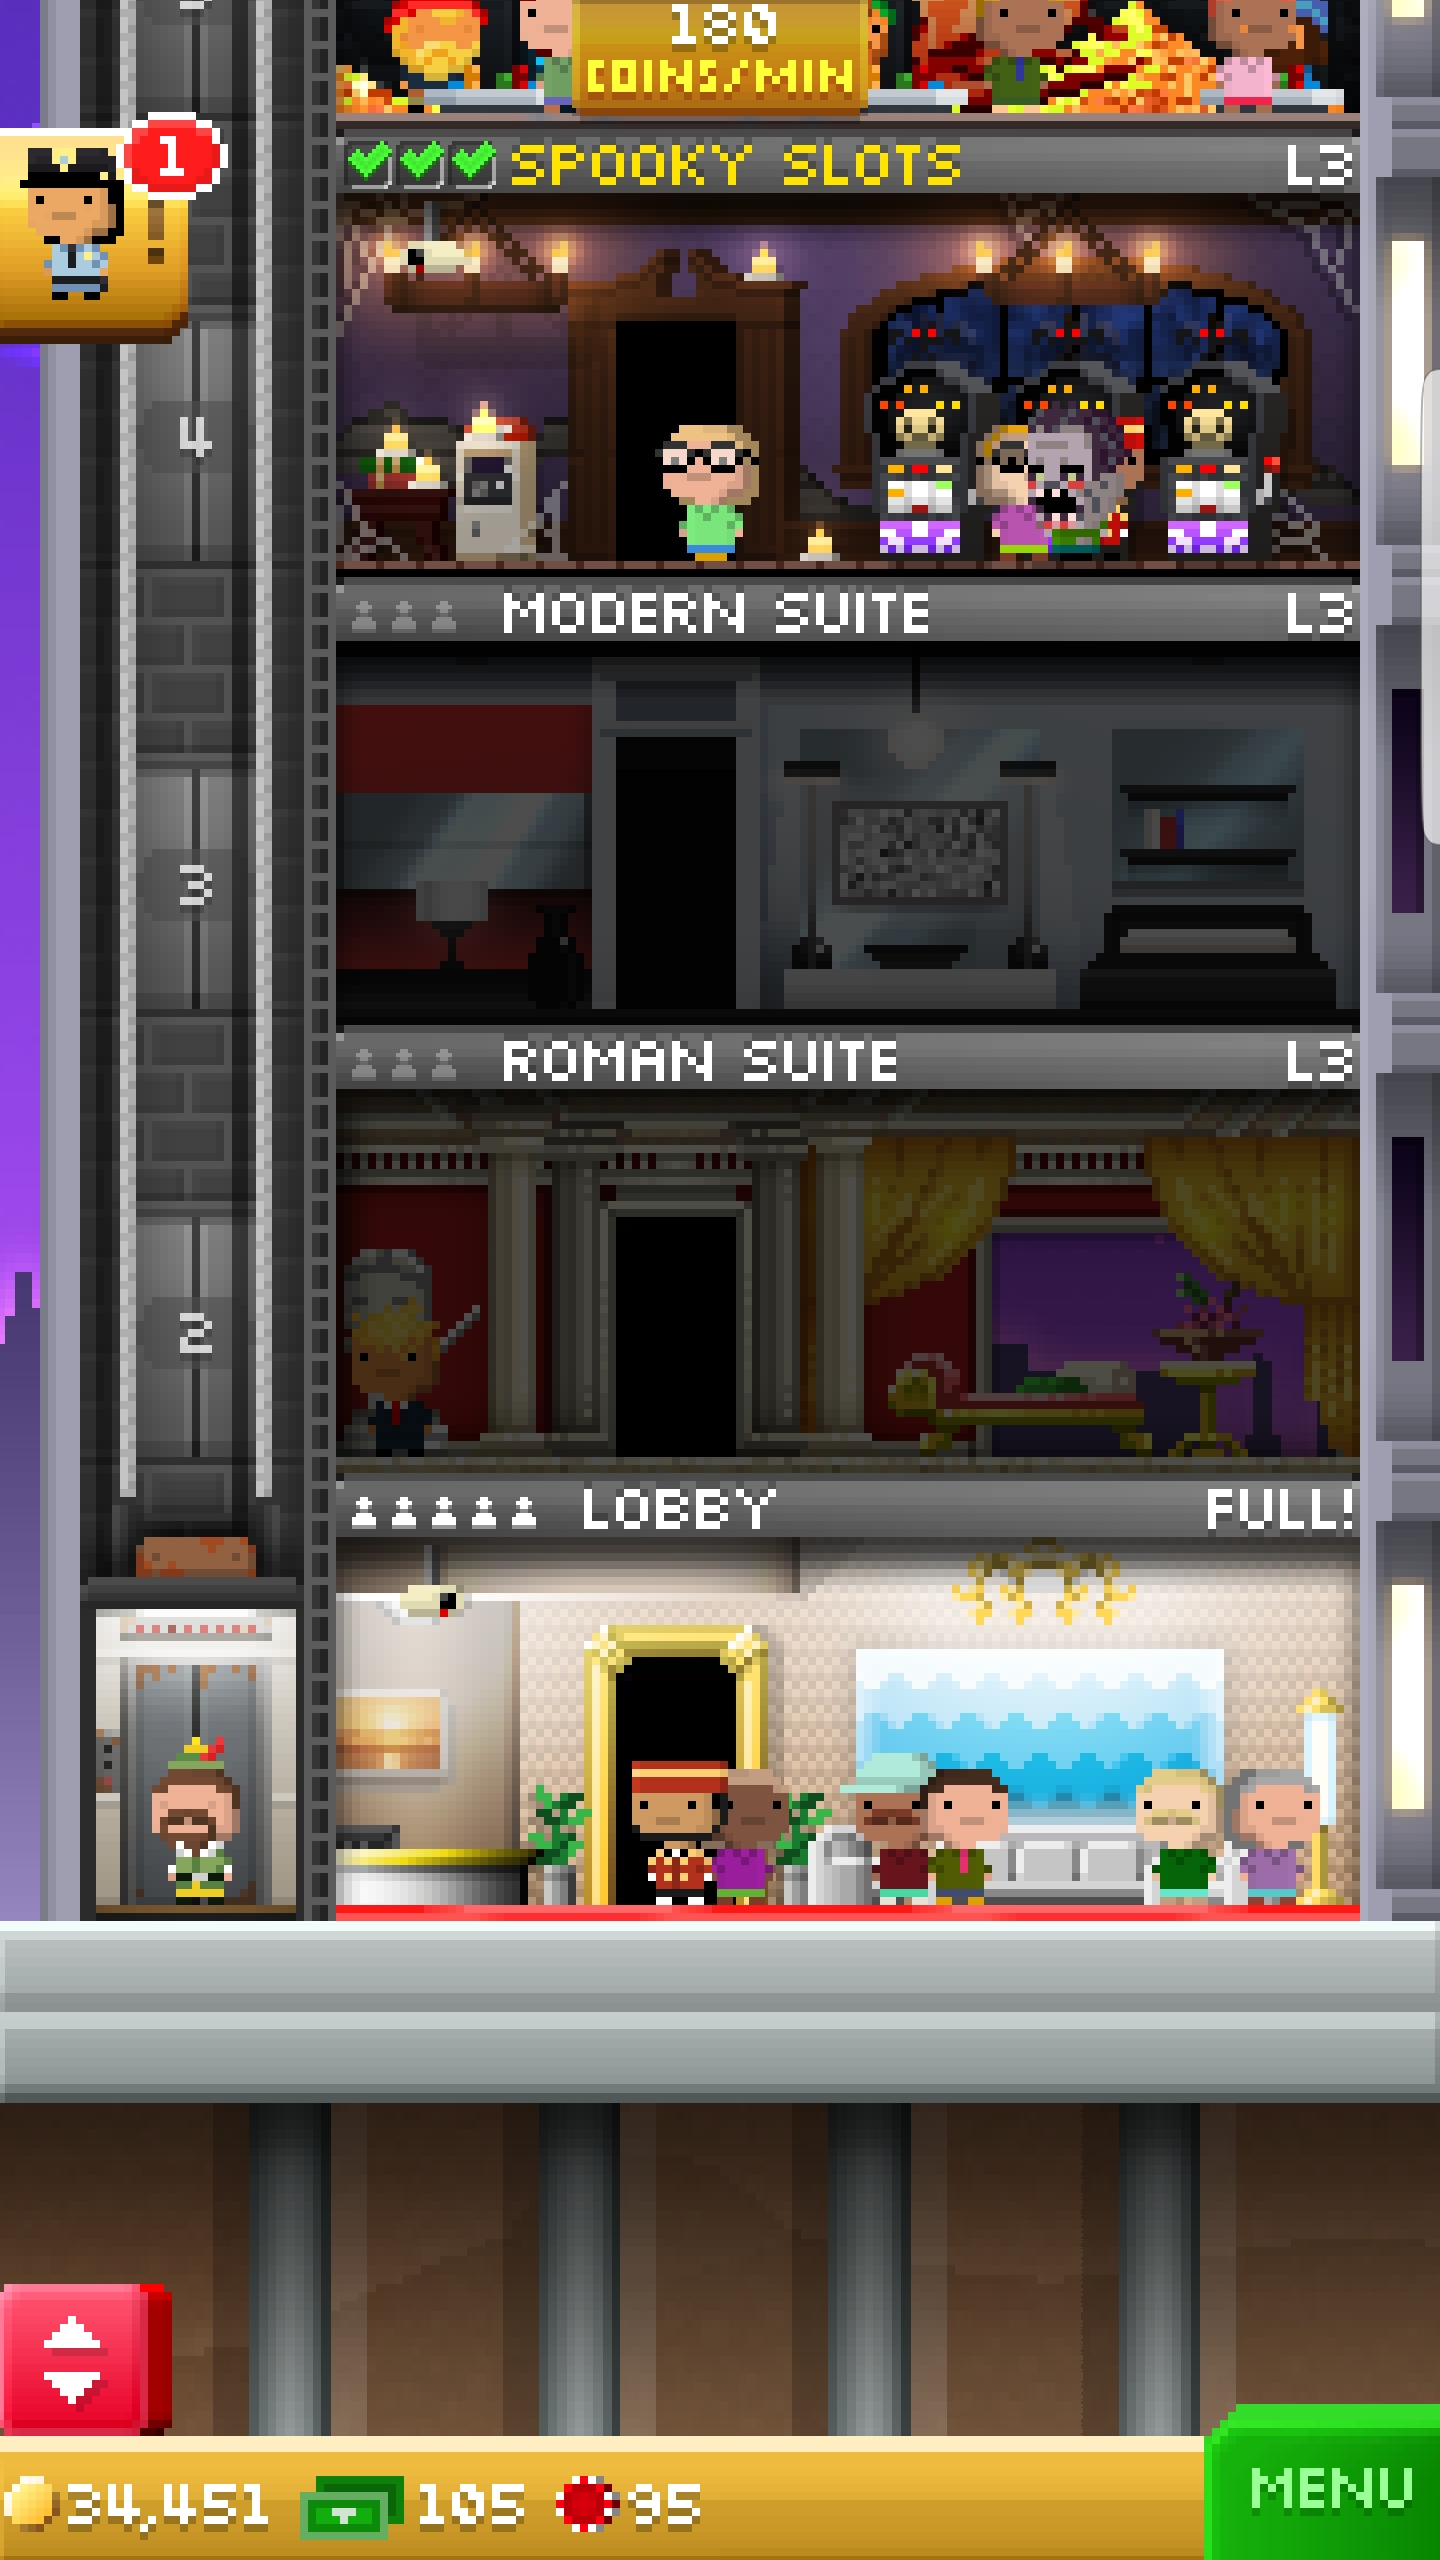 180
COINS/MIN
1
!
SPOOKY SLOTS L3
4
MODERN SUITE L3
3
ROMAN SUITE L3
2
LOBBY FULL!
34,451 105 95
MENU